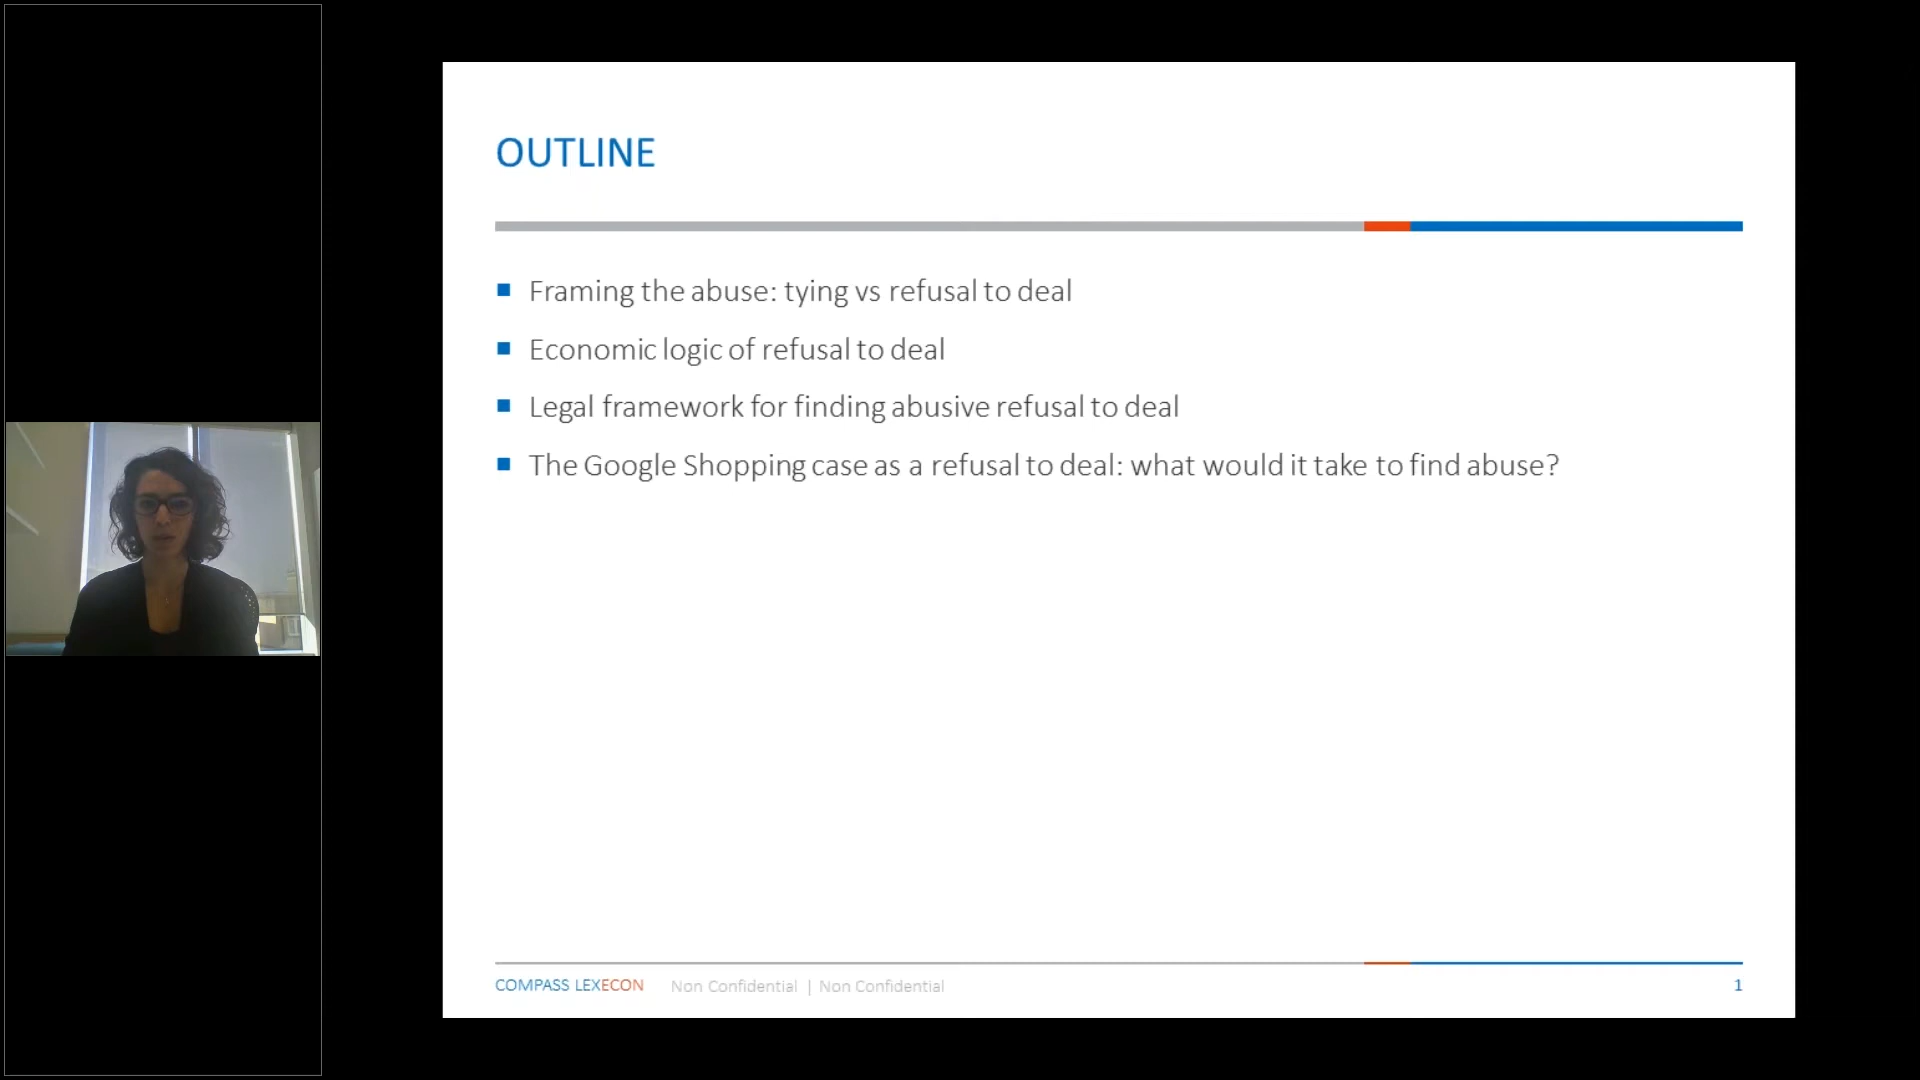 OUTLINE
Framing the abuse: tying vs refusal to deal
Economic logic of refusal to deal
Legal framework for finding abusive refusal to deal
The Google Shopping case as a refusal to deal: what would it take to find abuse?
COMPASS LEXECON Non Confidential | Non Confidential 1